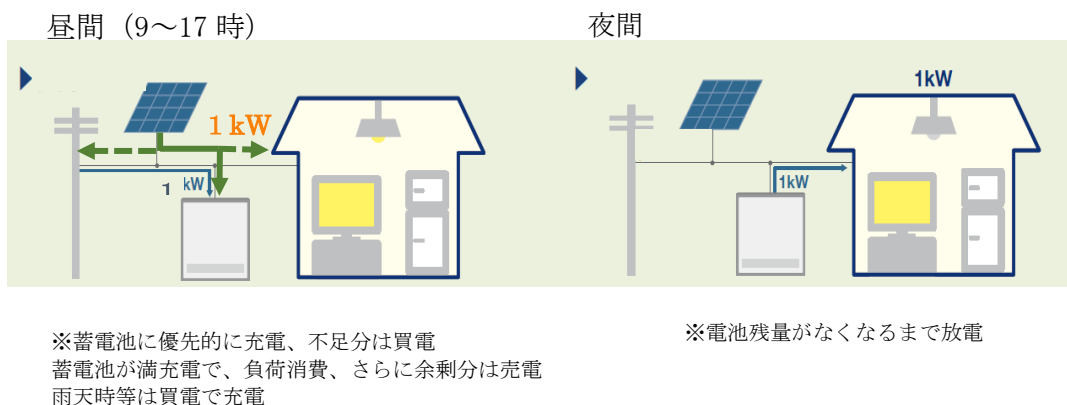 昼間（9～17 時）
夜間
1 kW
1kW
1 kW
1kW
※蓄電池に優先的に充電、不足分は買電
蓄電池が満充電で、負荷消費、さらに余剰分は売電
雨天時等は買電で充電
※電池残量がなくなるまで放電